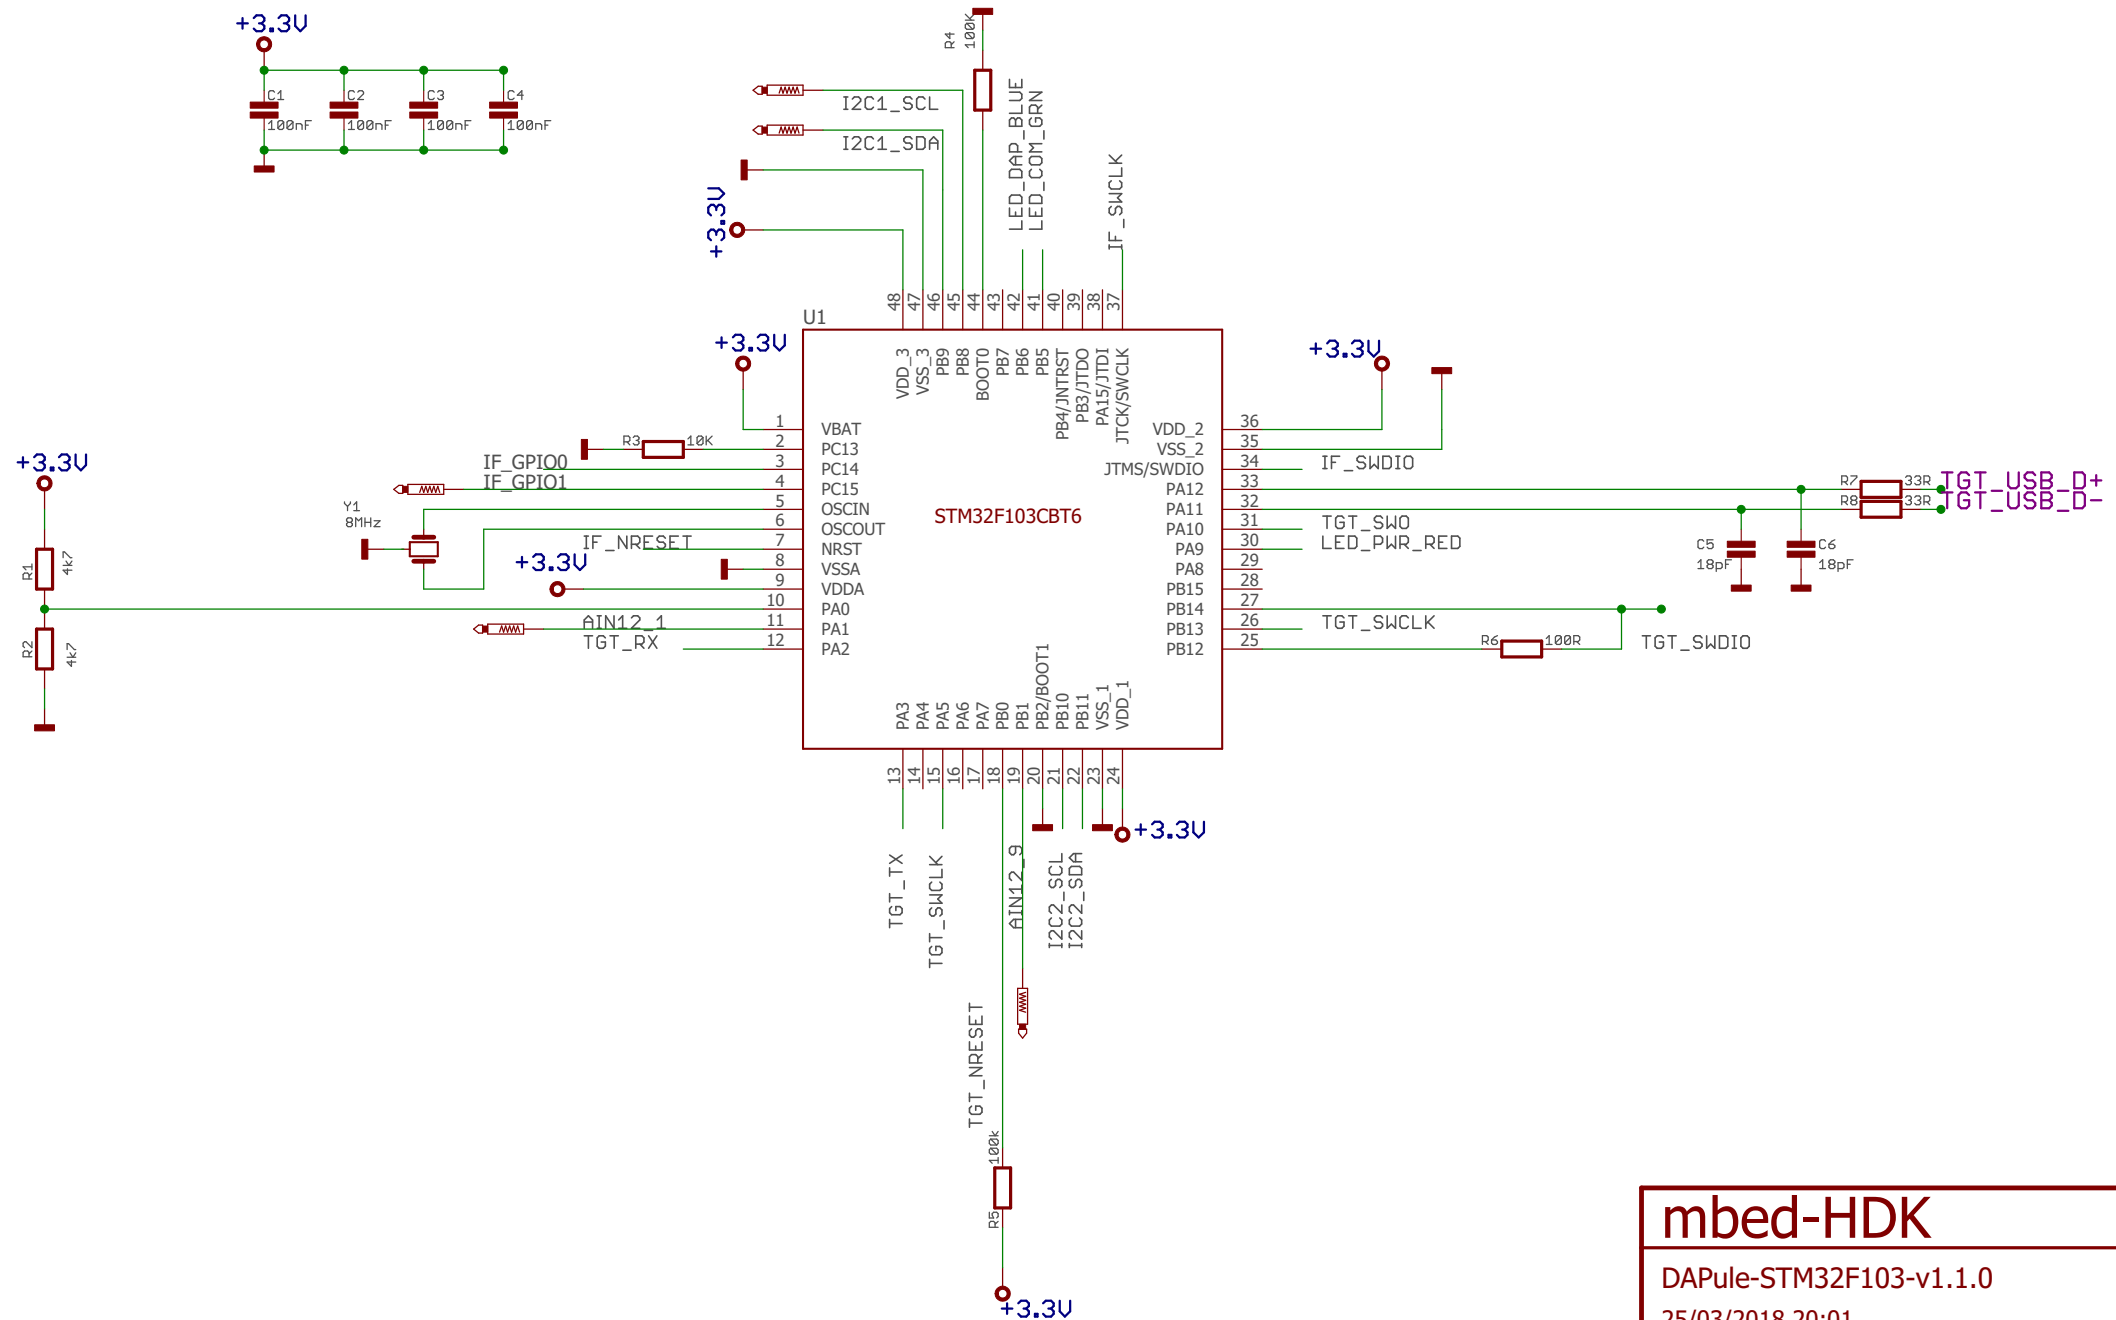 +3.3V
C1
100nF
C2
100nF
C3
100nF
C4
100nF
R4
100K
I2C1_SCL
I2C1_SDA
+3.3V
LED_DAP_BLUE
LED_COM_GRN
IF_SWCLK
48
47
46
45
44
43
42
41
40
39
38
37
U1
VDD_3
VSS_3
PB9
PB8
BOOT0
PB7
PB6
PB5
PB4/JNTRST
PB3/JTDO
PA15/JTDI
JTCK/SWCLK
+3.3V
+3.3V
1 VBAT
2 PC13
3 PC14
4 PC15
5 OSCIN
6 OSCOUT
7 NRST
8 VSSA
9 VDDA
10 PA0
11 PA1
12 PA2
R3
10K
IF_GPIO0
IF_GPIO1
Y1
8MHz
IF_NRESET
+3.3V
AIN12_1
TGT_RX
+3.3V
R1
4k7
R2
4k7
STM32F103CBT6
VDD_2 36
VSS_2 35
JTMS/SWDIO 34
PA12 33
PA11 32
PA10 31
PA9 30
PA8 29
PB15 28
PB14 27
PB13 26
PB12 25
IF_SWDIO
TGT_SWO
LED_PWR_RED
TGT_SWCLK
R6
100R
TGT_SWDIO
R7
33R
TGT_USB_D+
R8
33R
TGT_USB_D-
C5
18pF
C6
18pF
PA3
PA4
PA5
PA6
PA7
PB0
PB1
PB2/BOOT1
PB10
PB11
VSS_1
VDD_1
13
14
15
16
17
18
19
20
21
22
23
24
+3.3V
TGT_TX
TGT_SWCLK
AIN12_9
I2C2_SCL
I2C2_SDA
TGT_NRESET
100k
R5
+3.3V
mbed-HDK
DAPule-STM32F103-v1.1.0
25/03/2018 20:01